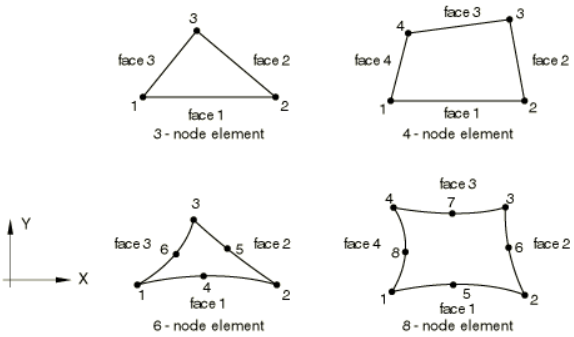 3
face 3
face 2
1
2
face 1
3 - node element
face 3
4
3
face 4
face 2
1
2
face 1
4 - node element
Y
X
3
face 3
6
5
face 2
1
4
2
face 1
6 - node element
face 3
4
7
3
face 4
8
6
face 2
1
5
2
face 1
8 - node element